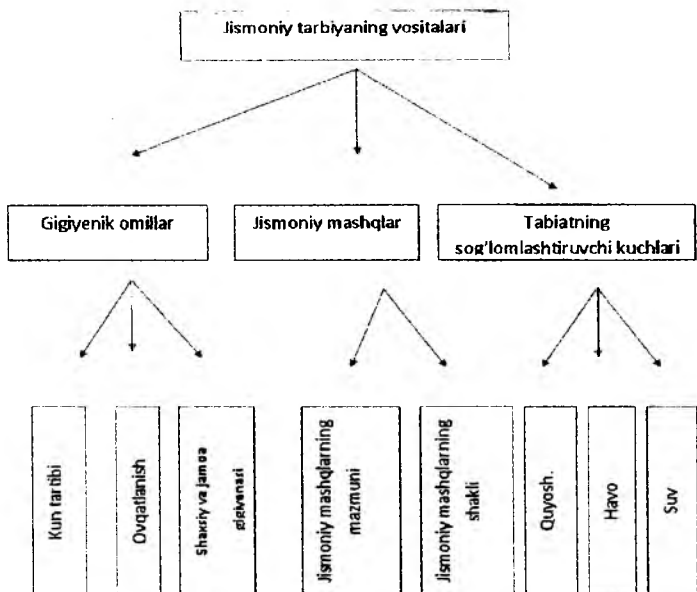 Jismoniy tarbiyaning vositalari
Gigiyenik omillar
Jismoniy mashqlar
Tabiatning
sog'lomlashtiruvchi kuchlari
Kun tartibi
Ovqatlanish
Shaxsiy va jamoa
gigiyenasi
Jismoniy mashqlarning
mazmuni
Jismoniy mashqlarning
shakli
Quyosh.
Havo
Suv